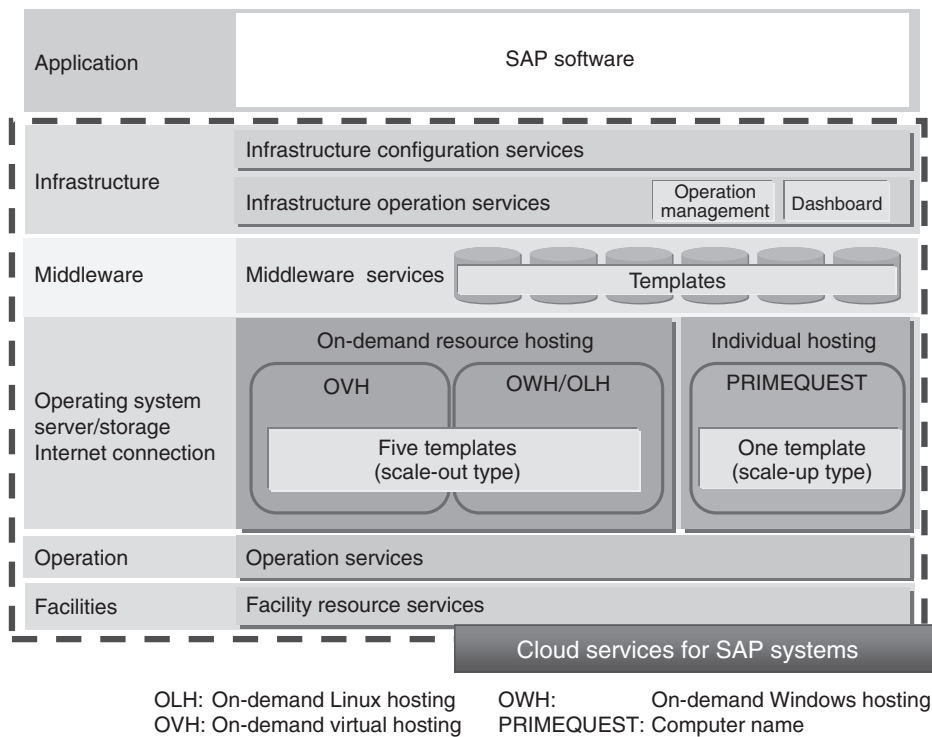 Application
SAP software
Infrastructure
Infrastructure configuration services
Infrastructure operation services
Operation
management
Dashboard
Middleware
Middleware services
Templates
Operating system
server/storage
Internet connection
On-demand resource hosting
OVH
OWH/OLH
Five templates
(scale-out type)
Individual hosting
PRIMEQUEST
One template
(scale-up type)
Operation
Operation services
Facilities
Facility resource services
Cloud services for SAP systems
OLH: On-demand Linux hosting
OWH: On-demand Windows hosting
OVH: On-demand virtual hosting
PRIMEQUEST: Computer name